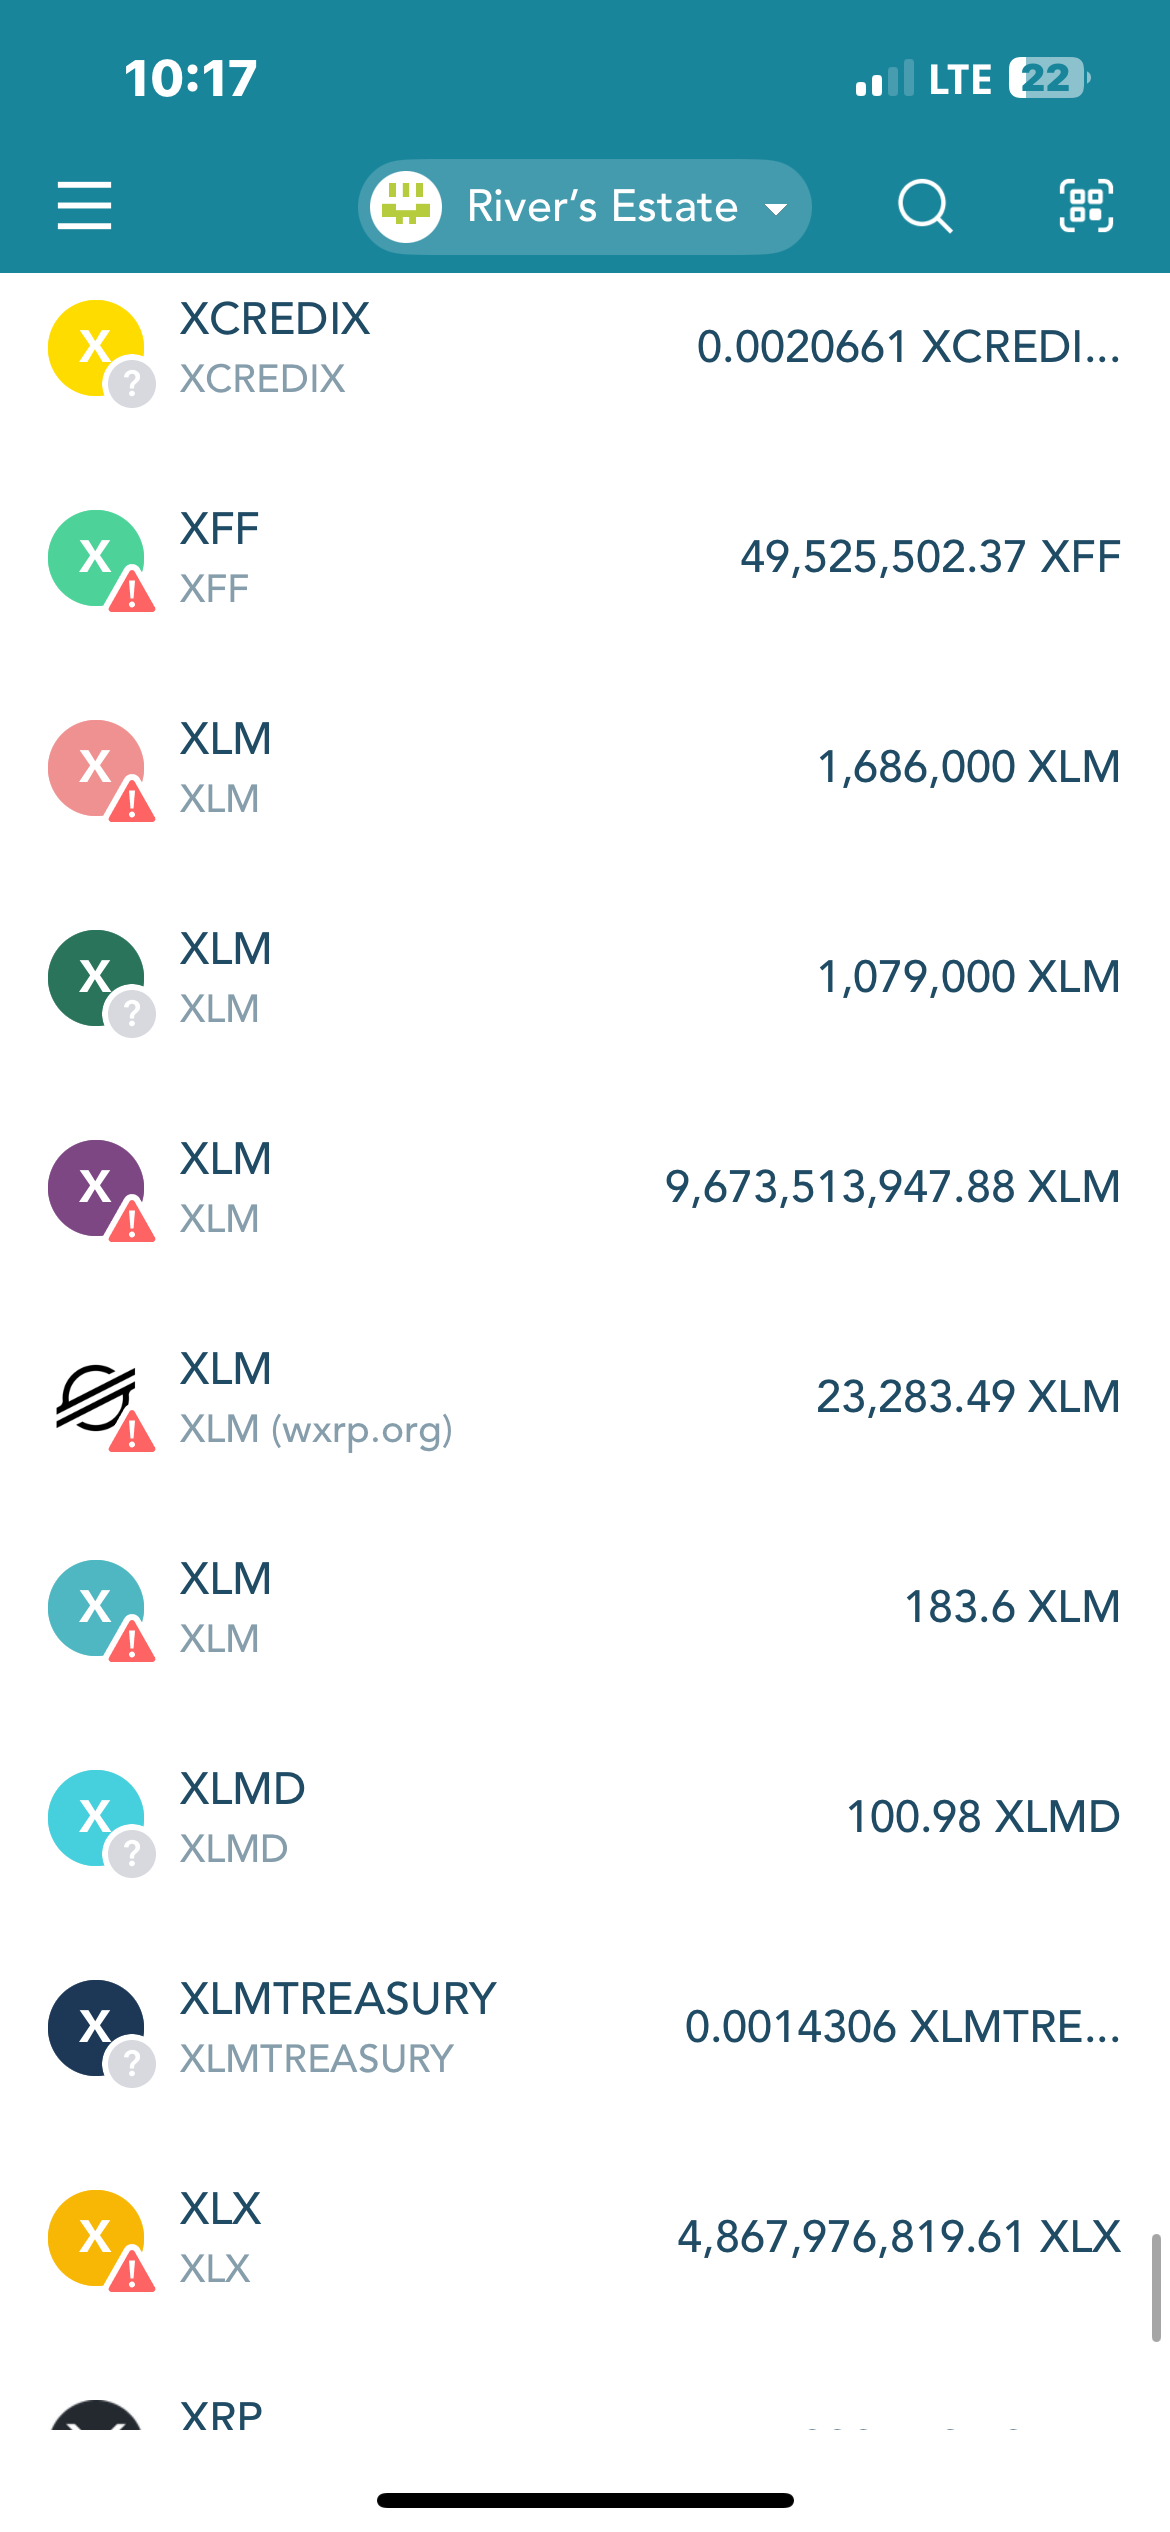 10:17
LTE 22
River's Estate
X
XCREDIX
0.0020661 XCREDI...
?
XCREDIX
X
XFF
49,525,502.37 XFF
!
XFF
X
XLM
1,686,000 XLM
!
XLM
X
XLM
1,079,000 XLM
?
XLM
X
XLM
9,673,513,947.88 XLM
!
XLM
XLM
23,283.49 XLM
!
XLM (wxrp.org)
X
XLM
183.6 XLM
!
XLM
X
XLMD
100.98 XLMD
?
XLMD
X
XLMTREASURY
0.0014306 XLMTRE...
?
XLMTREASURY
X
XLX
4,867,976,819.61 XLX
!
XLX
XRP